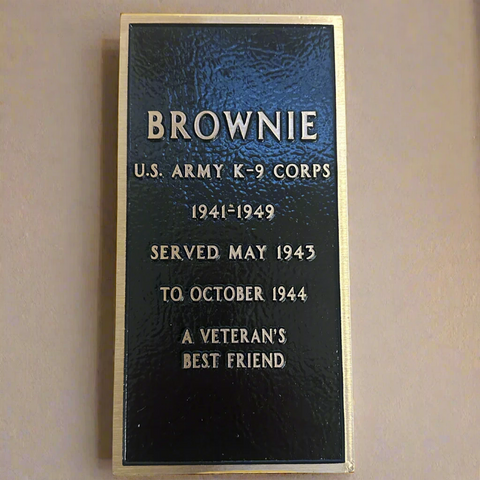 BROWNIE
U.S. ARMY K-9 CORPS
1941-1949
SERVED MAY 1943
TO OCTOBER 1944
A VETERAN'S
BEST FRIEND